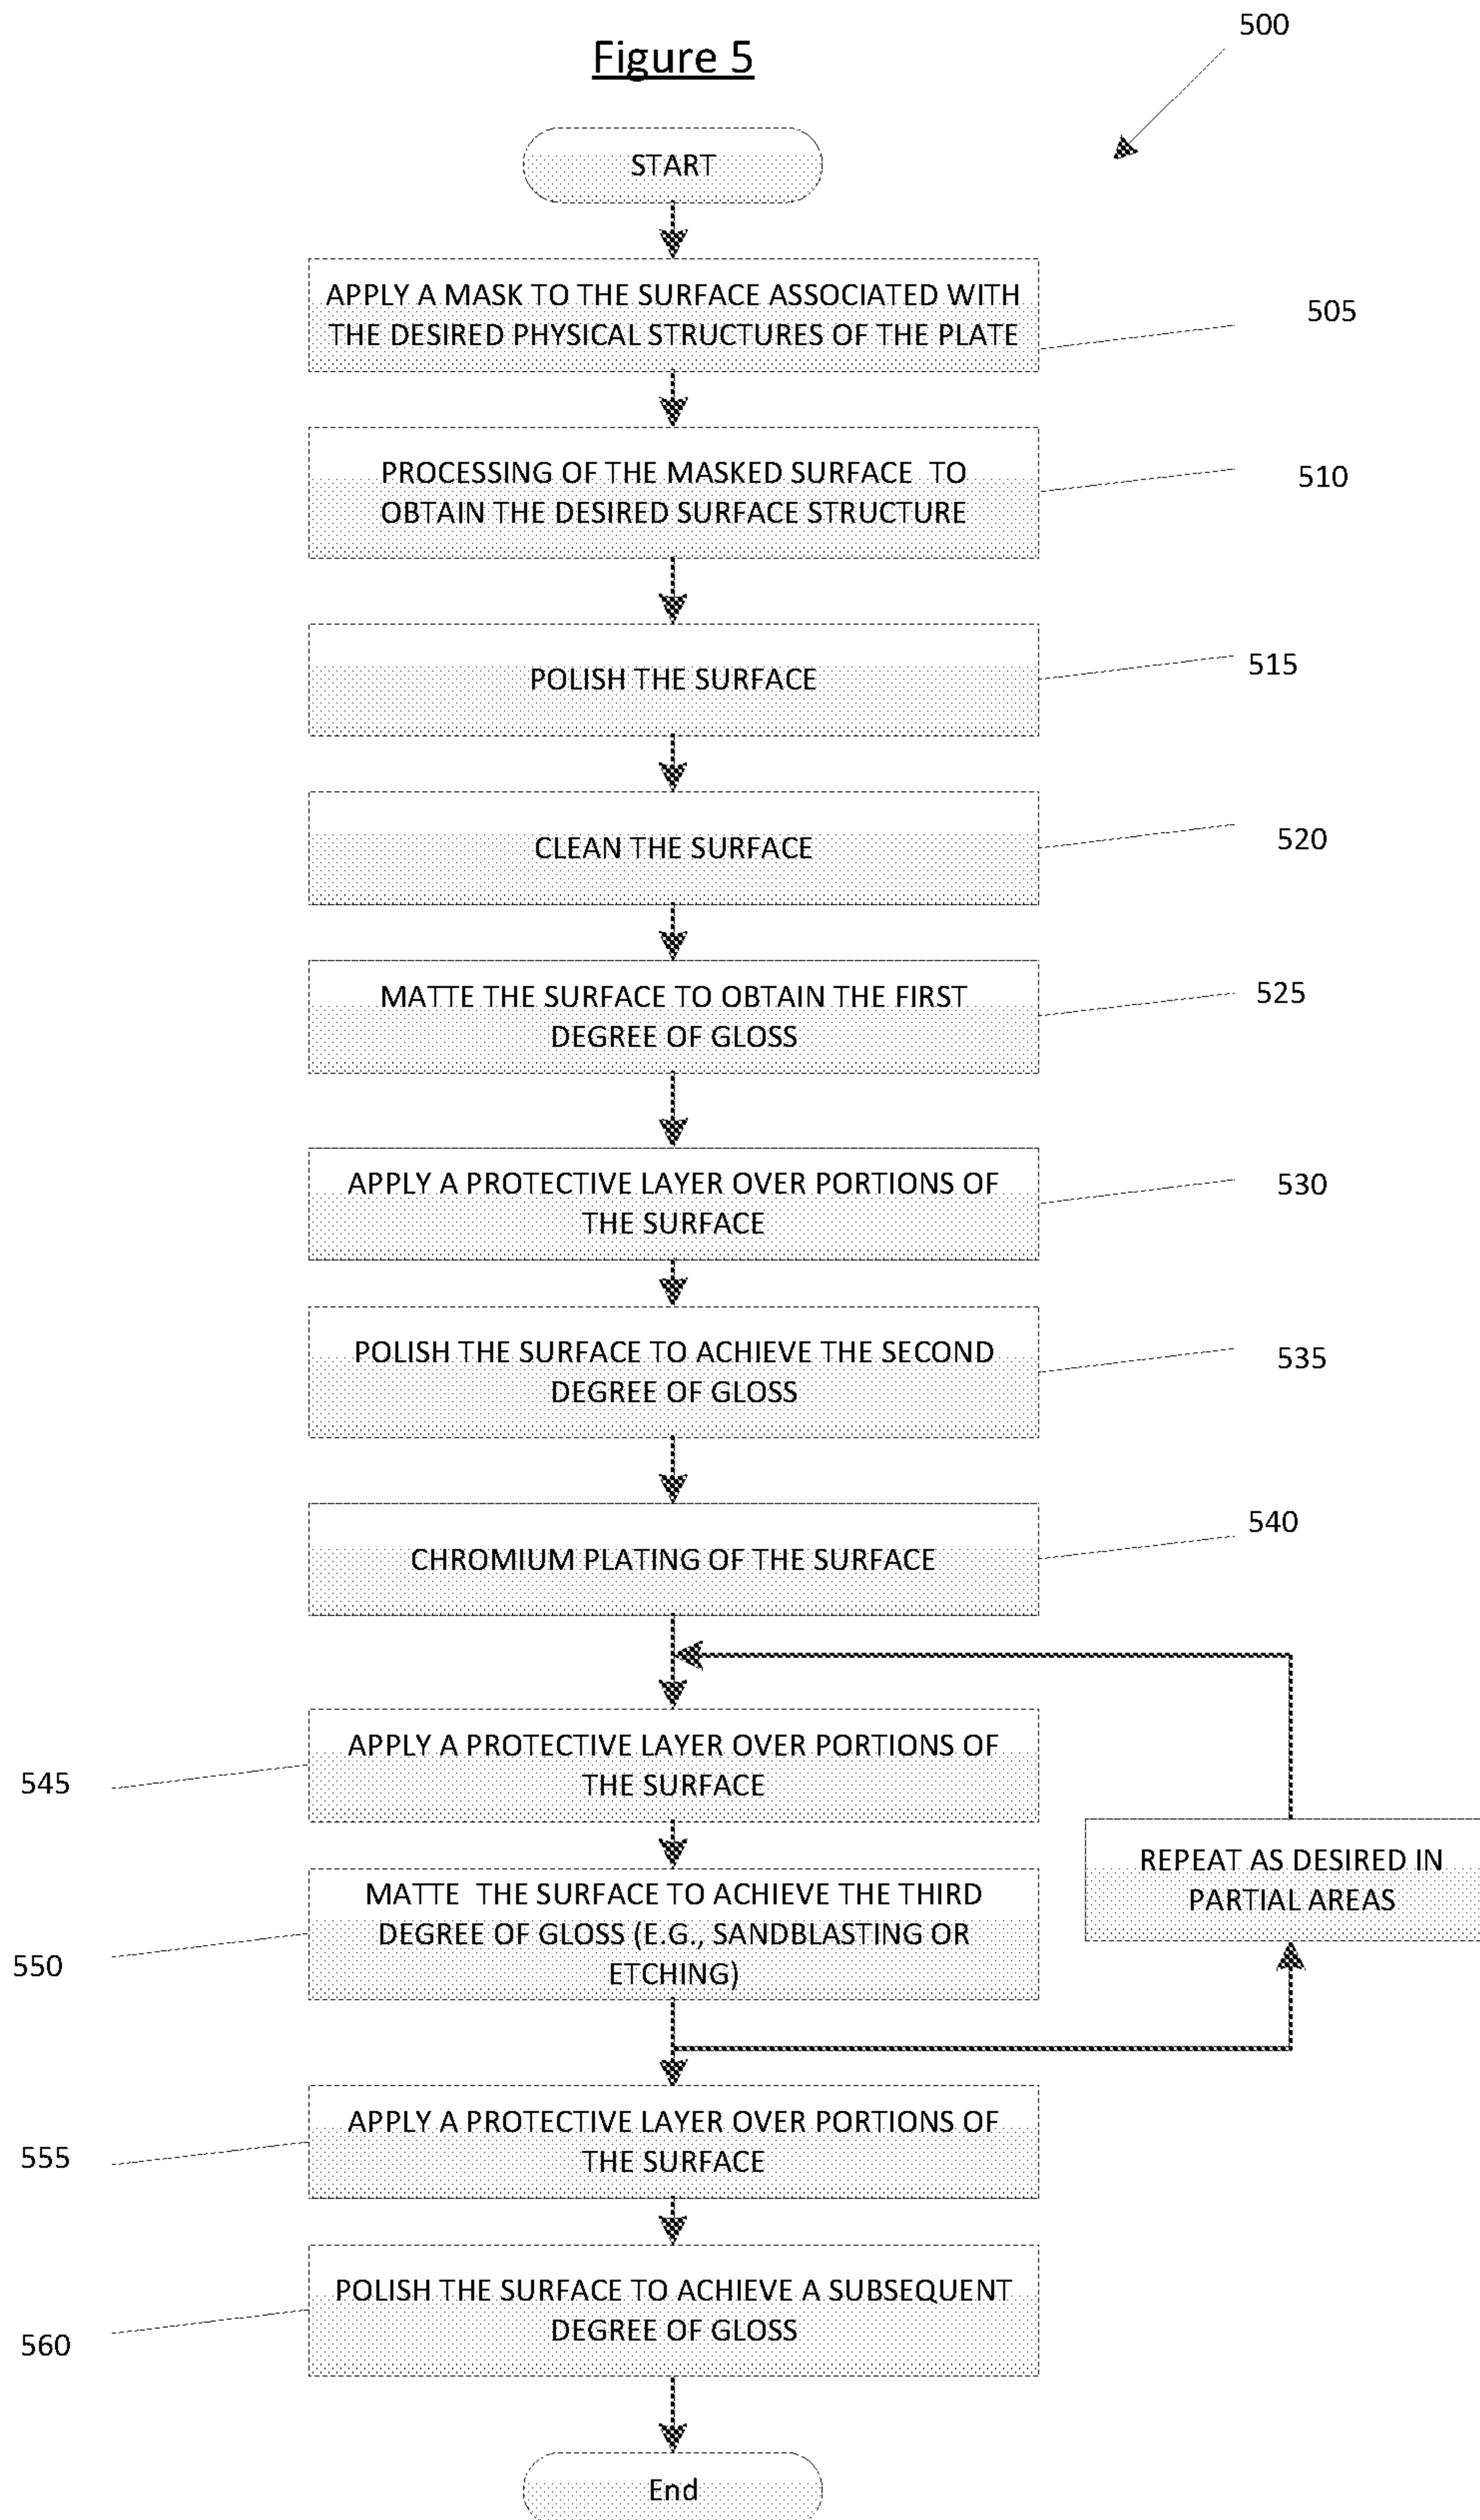 Figure 5
500
START
APPLY A MASK TO THE SURFACE ASSOCIATED WITH
THE DESIRED PHYSICAL STRUCTURES OF THE PLATE
505
PROCESSING OF THE MASKED SURFACE TO
OBTAIN THE DESIRED SURFACE STRUCTURE
510
POLISH THE SURFACE
515
CLEAN THE SURFACE
520
MATTE THE SURFACE TO OBTAIN THE FIRST
DEGREE OF GLOSS
525
APPLY A PROTECTIVE LAYER OVER PORTIONS OF
THE SURFACE
530
POLISH THE SURFACE TO ACHIEVE THE SECOND
DEGREE OF GLOSS
535
CHROMIUM PLATING OF THE SURFACE
540
APPLY A PROTECTIVE LAYER OVER PORTIONS OF
THE SURFACE
545
REPEAT AS DESIRED IN
PARTIAL AREAS
MATTE THE SURFACE TO ACHIEVE THE THIRD
DEGREE OF GLOSS (E.G., SANDBLASTING OR
ETCHING)
550
APPLY A PROTECTIVE LAYER OVER PORTIONS OF
THE SURFACE
555
POLISH THE SURFACE TO ACHIEVE A SUBSEQUENT
DEGREE OF GLOSS
560
End